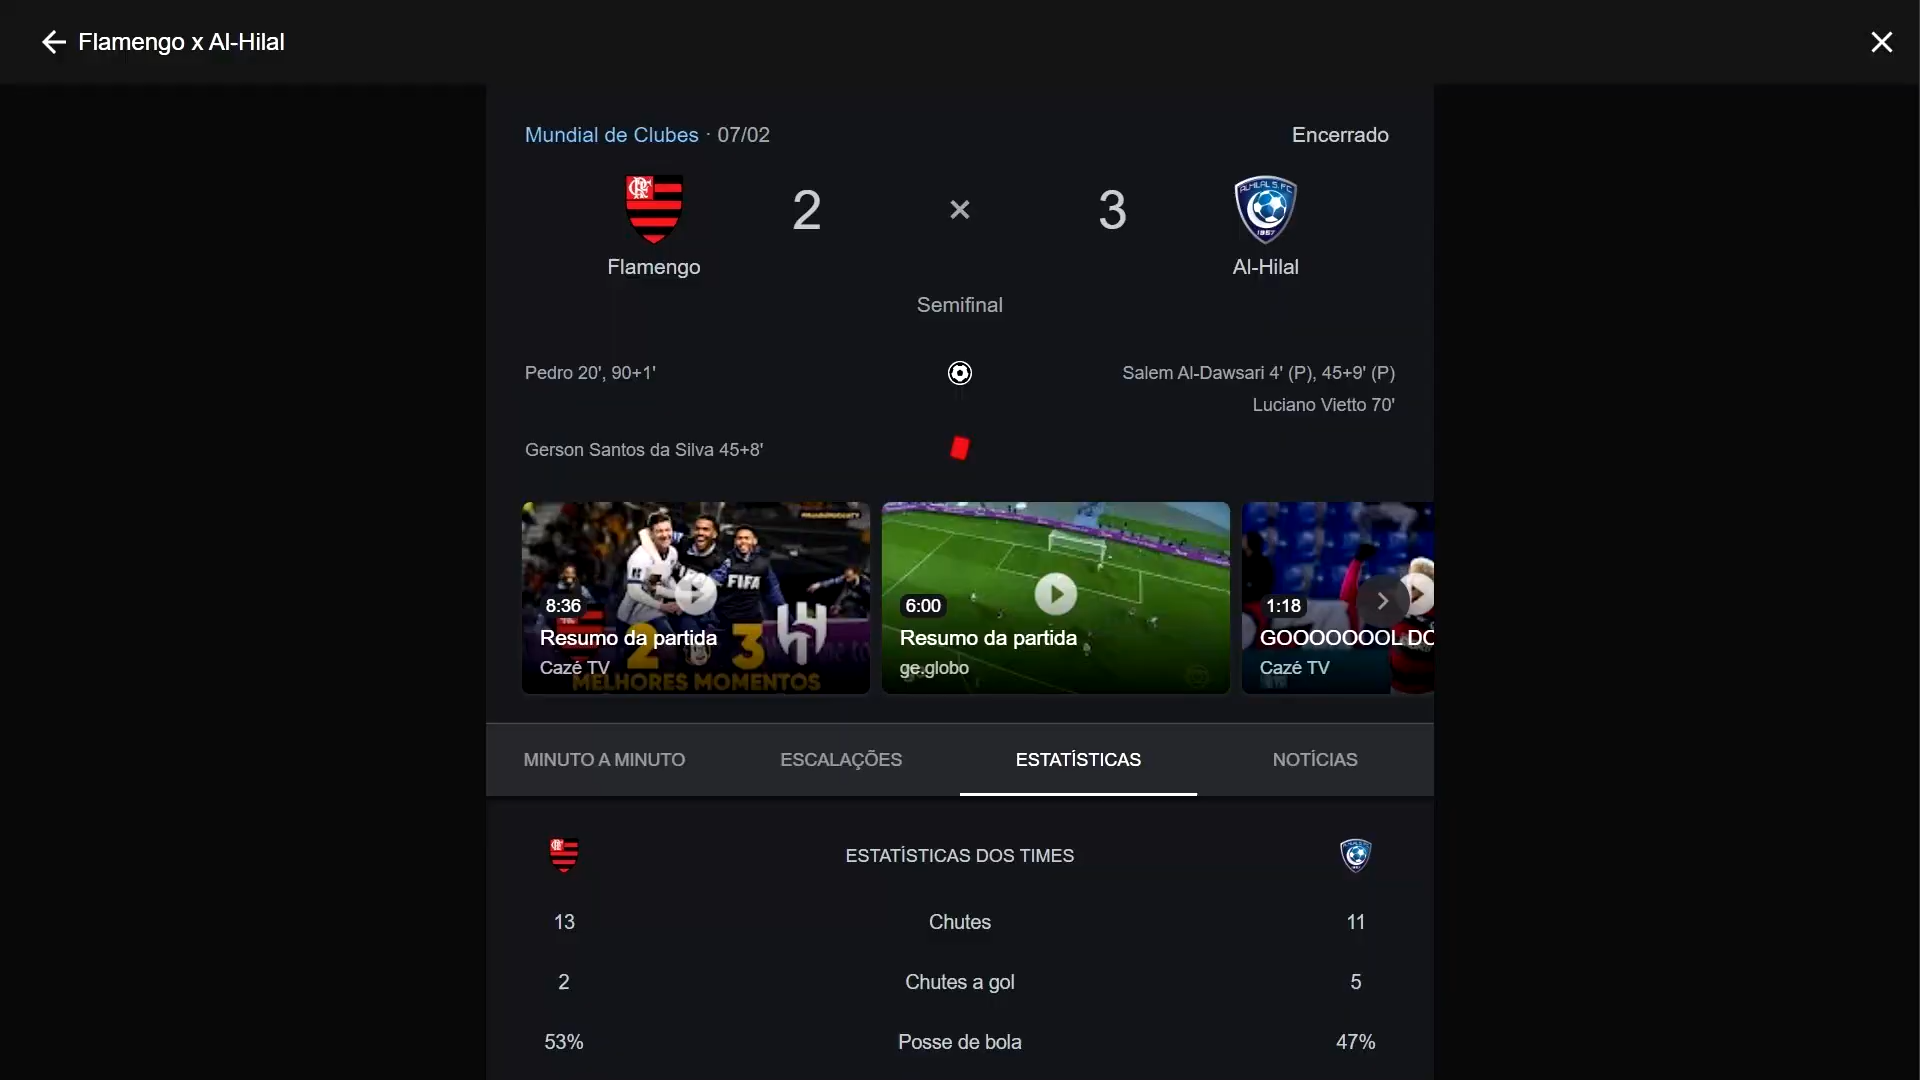 Flamengo x Al-Hilal
Mundial de Clubes · 07/02
Encerrado
2 × 3
Flamengo
Al-Hilal
Semifinal
Pedro 20', 90+1'
Salem Al-Dawsari 4' (P), 45+9' (P)
Luciano Vietto 70'
Gerson Santos da Silva 45+8'
FIFA
8:36
Resumo da partida
Cazé TV
2 3
MELHORES MOMENTOS
6:00
Resumo da partida
ge.globo
1:18
GOOOOOOOL DO
Cazé TV
MINUTO A MINUTO
ESCALAÇÕES
ESTATÍSTICAS
NOTÍCIAS
ESTATÍSTICAS DOS TIMES
13 Chutes 11
2 Chutes a gol 5
53% Posse de bola 47%